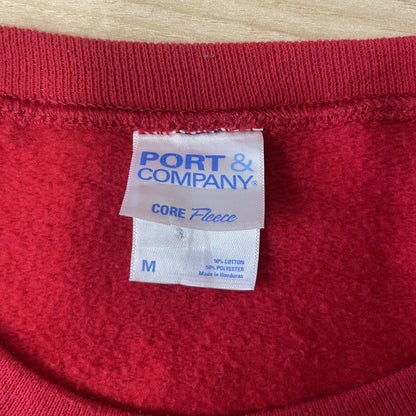 PORT &
COMPANY®
CORE Fleece
M
50% COTTON
50% POLYESTER
Made in Honduras